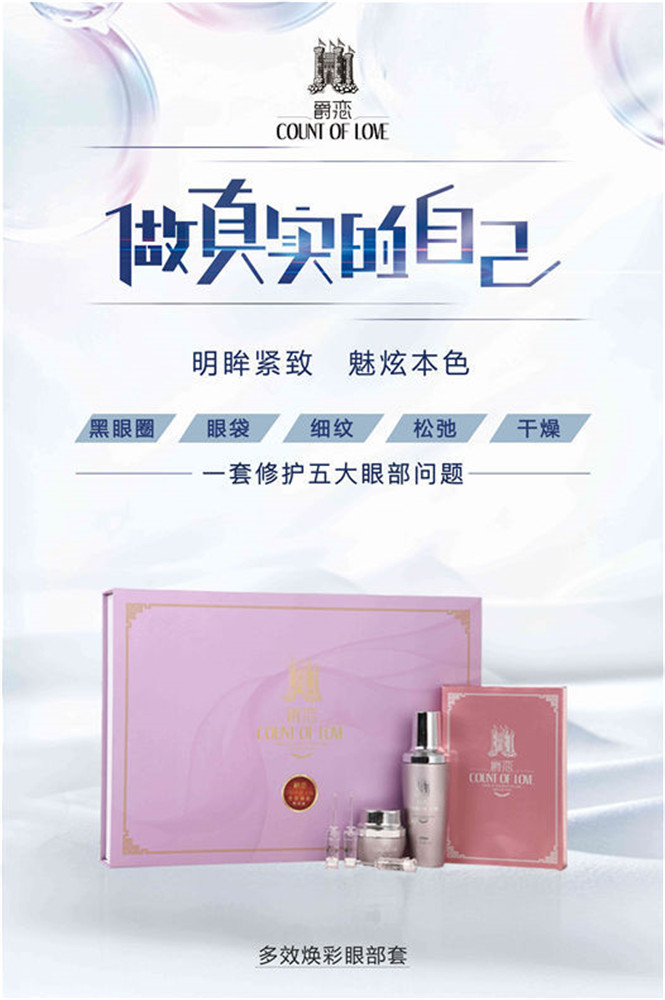 爵恋
COUNT OF LOVE
做真实的自己
明眸紧致 魅炫本色
黑眼圈 眼袋 细纹 松弛 干燥
一套修护五大眼部问题
爵恋
COUNT OF LOVE
爵恋
COUNT OF LOVE
多效焕彩眼部套